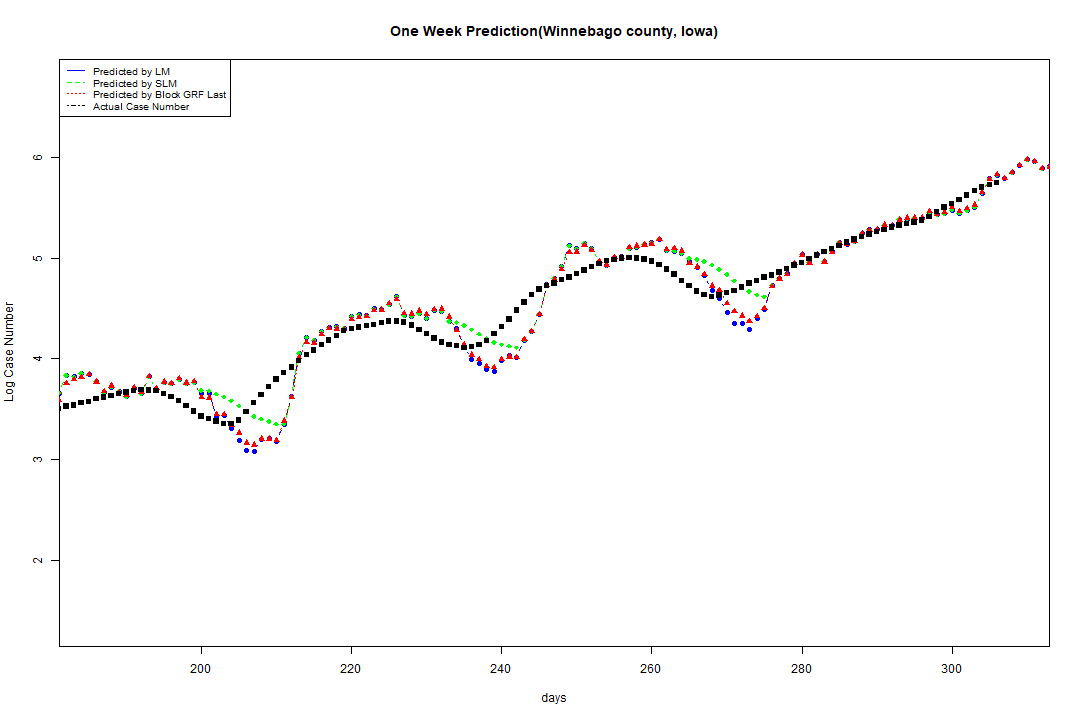 One Week Prediction(Winnebago county, Iowa)
Predicted by LM
Predicted by SLM
Predicted by Block GRF Last
Actual Case Number
6
5
4
3
2
Log Case Number
200 220 240 260 280 300
days